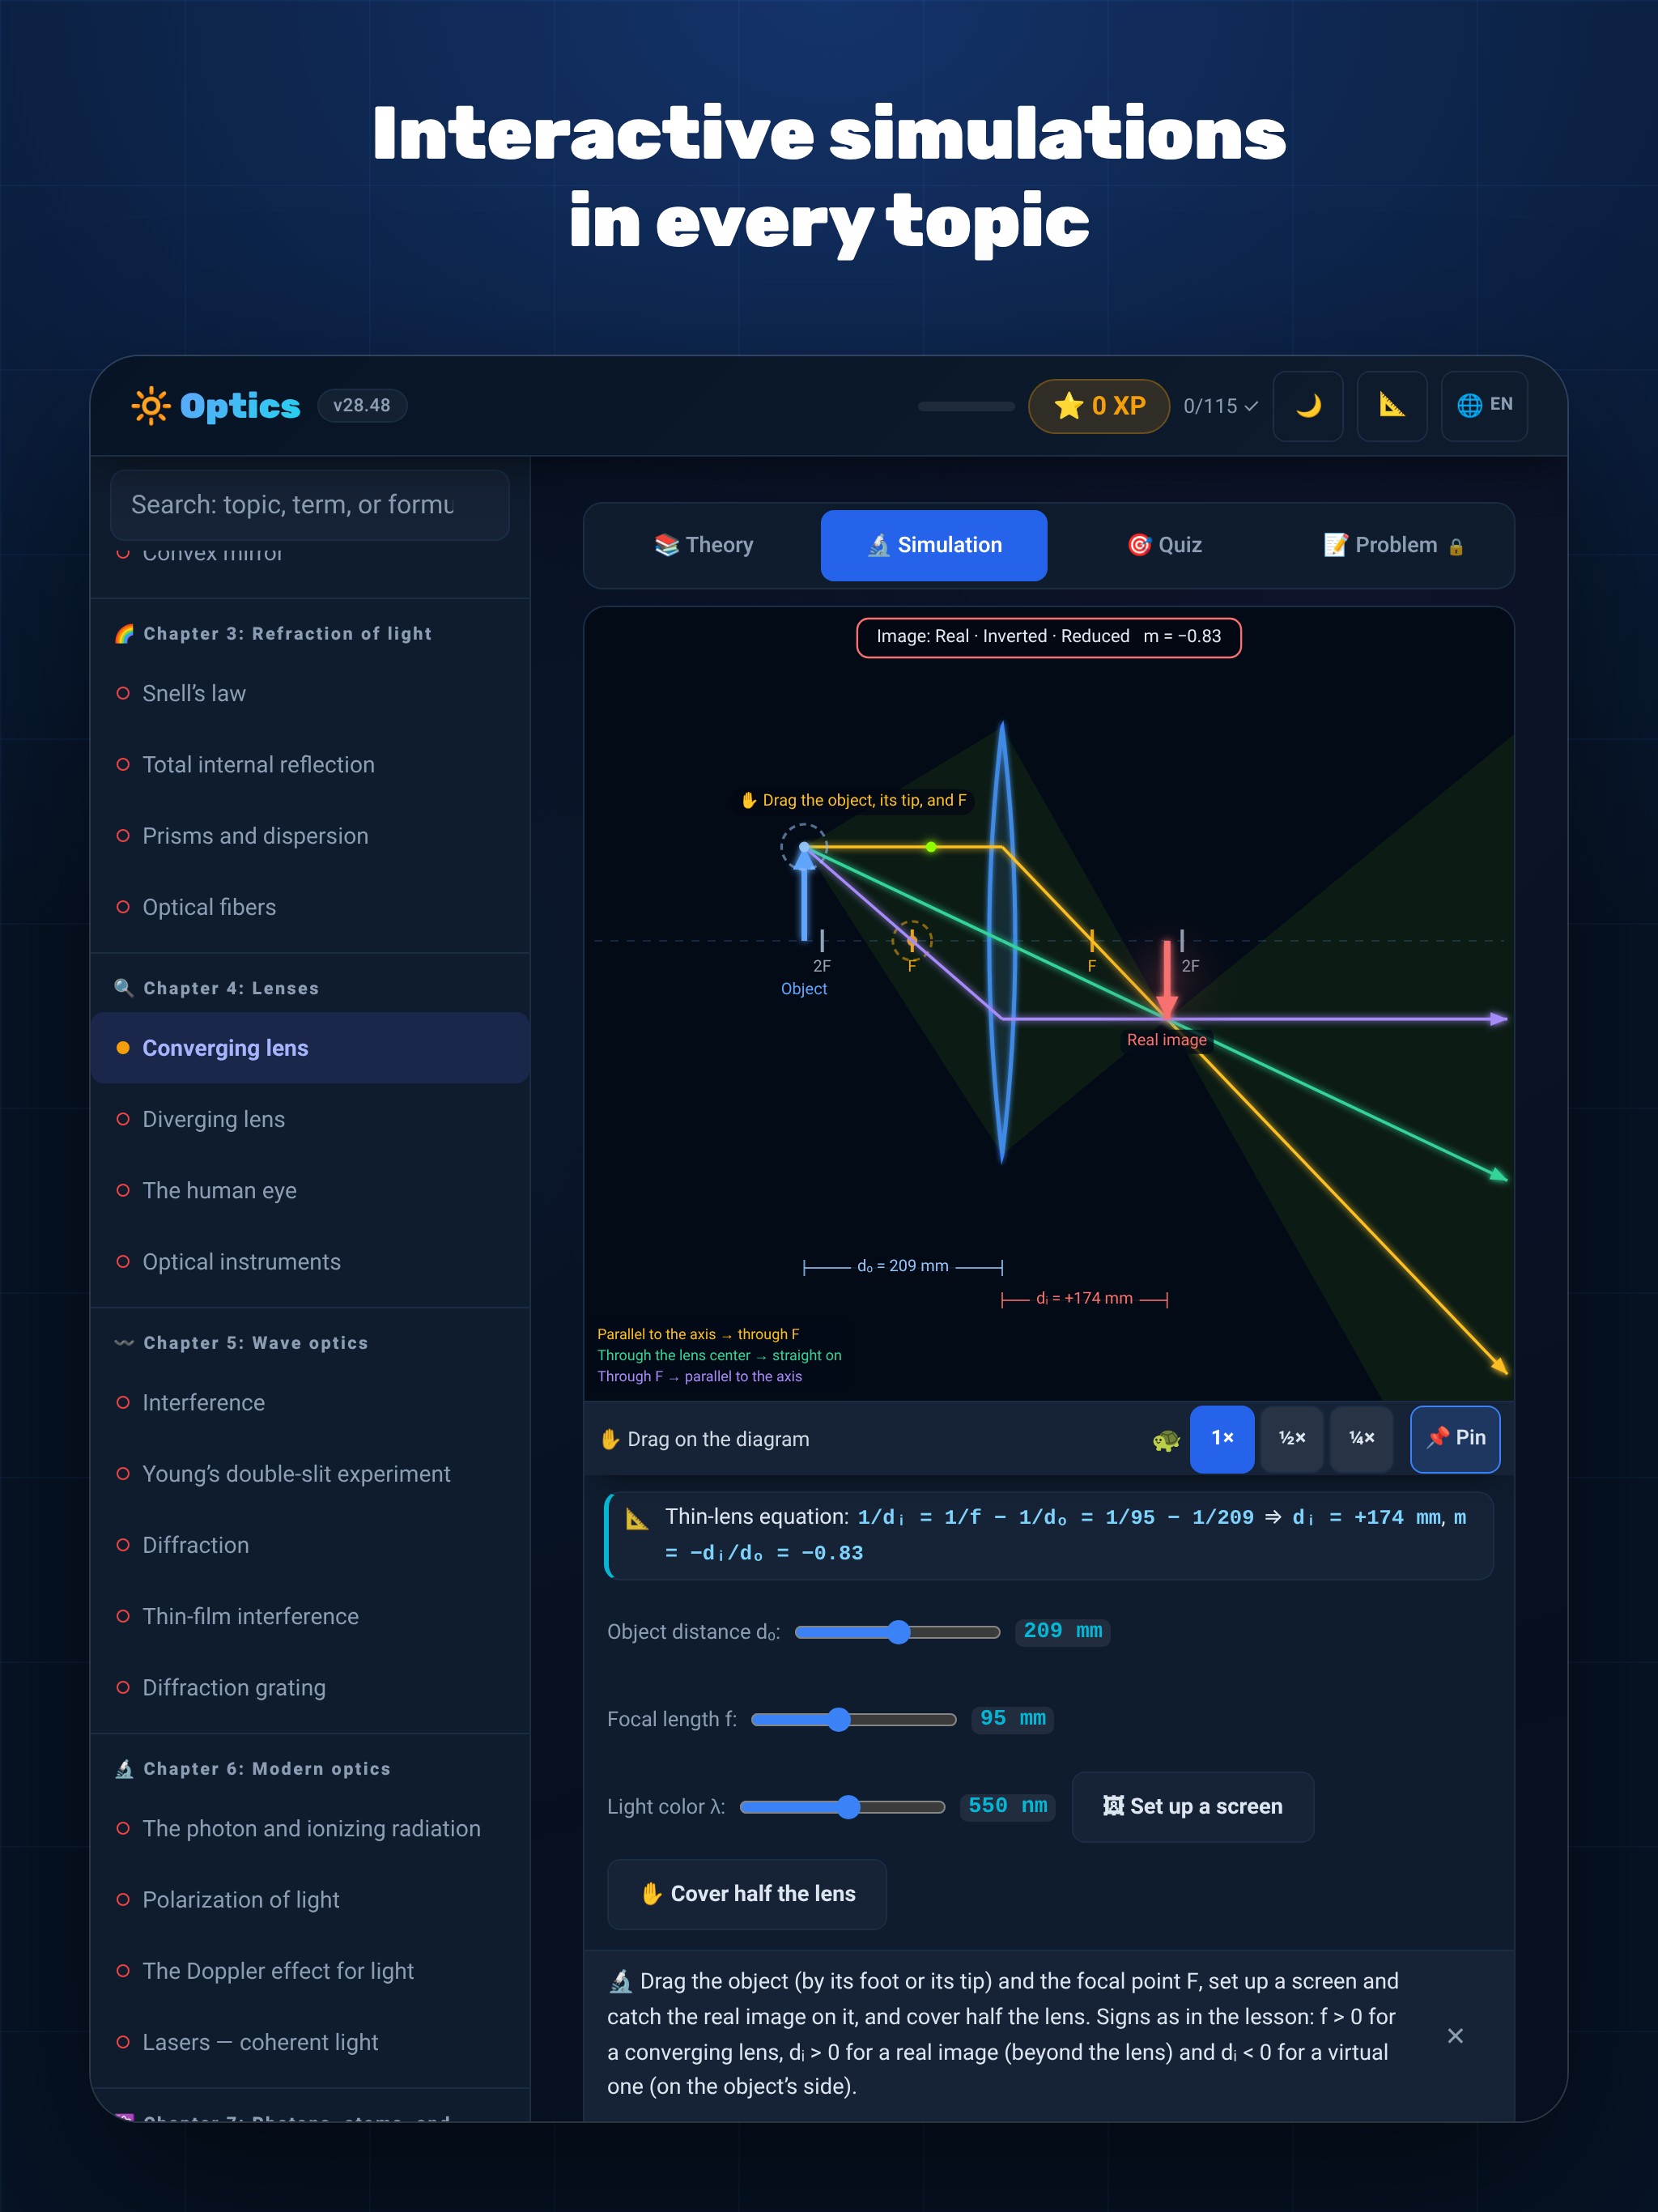 Interactive simulations
in every topic
Optics
v28.48
0 XP
0/115 ✓
EN
Search: topic, term, or formu
Convex mirror
Chapter 3: Refraction of light
Snell’s law
Total internal reflection
Prisms and dispersion
Optical fibers
Chapter 4: Lenses
Converging lens
Diverging lens
The human eye
Optical instruments
Chapter 5: Wave optics
Interference
Young’s double-slit experiment
Diffraction
Thin-film interference
Diffraction grating
Chapter 6: Modern optics
The photon and ionizing radiation
Polarization of light
The Doppler effect for light
Lasers — coherent light
Chapter 7: Photons, atoms, and
Theory
Simulation
Quiz
Problem
Image: Real · Inverted · Reduced m = −0.83
Drag the object, its tip, and F
2F
F
F
2F
Object
Real image
dₒ = 209 mm
dᵢ = +174 mm
Parallel to the axis → through F
Through the lens center → straight on
Through F → parallel to the axis
Drag on the diagram
1×
½×
¼×
Pin
Thin-lens equation: 1/dᵢ = 1/f − 1/dₒ = 1/95 − 1/209 ⇒ dᵢ = +174 mm, m
= −dᵢ/dₒ = −0.83
Object distance dₒ:
209 mm
Focal length f:
95 mm
Light color λ:
550 nm
Set up a screen
Cover half the lens
Drag the object (by its foot or its tip) and the focal point F, set up a screen and
catch the real image on it, and cover half the lens. Signs as in the lesson: f > 0 for
a converging lens, dᵢ > 0 for a real image (beyond the lens) and dᵢ < 0 for a virtual
one (on the object’s side).